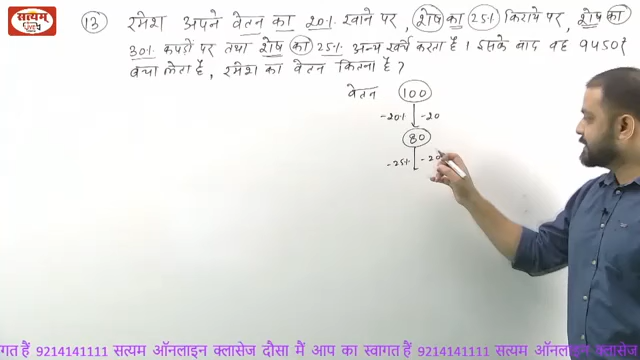 सत्यम्
13 रमेश अपने वेतन का 20% खाने पर, शेष का 25% किराये पर, शेष का
30% कपडों पर तथा शेष का 25% अन्य खर्च करता है। इसके बाद वह 9450₹
बचा लेता है, रमेश का वेतन कितना है ?
वेतन 100
-20% -20
80
-25% -20
गत हैं 9214141111 सत्यम ऑनलाइन क्लासेज दौसा मैं आप का स्वागत हैं 9214141111 सत्यम ऑनलाइन क्लासेज